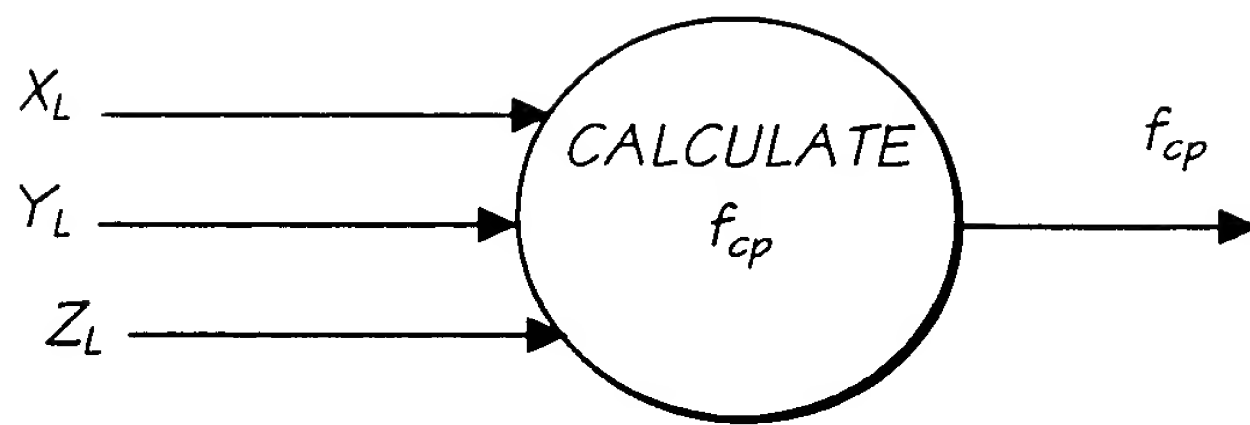 X_L
Y_L
Z_L
CALCULATE
f_cp
f_cp